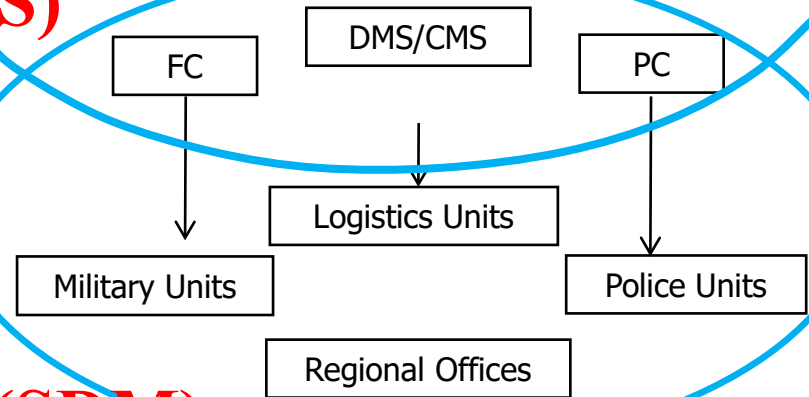 S)
DMS/CMS
FC
PC
Logistics Units
Military Units
Police Units
Regional Offices